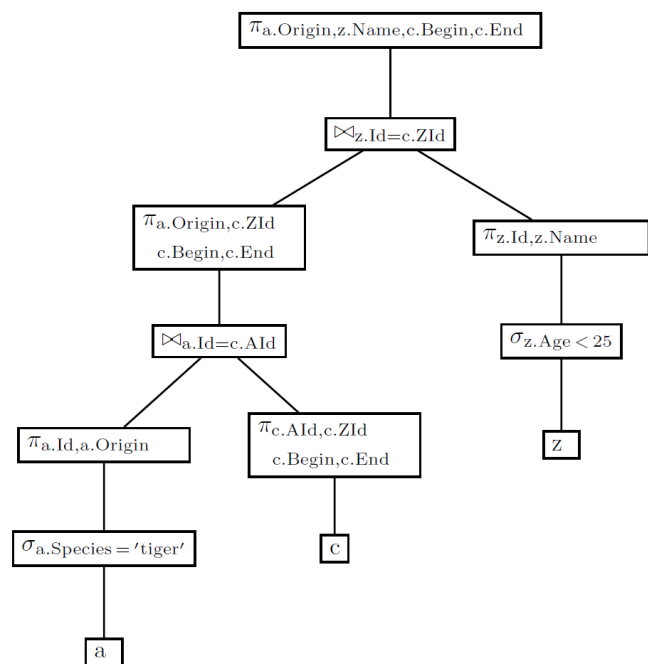 πa.Origin,z.Name,c.Begin,c.End
⋈z.Id=c.ZId
πa.Origin,c.ZId
c.Begin,c.End
πz.Id,z.Name
⋈a.Id=c.AId
σz.Age < 25
πa.Id,a.Origin
πc.AId,c.ZId
c.Begin,c.End
z
σa.Species = 'tiger'
c
a